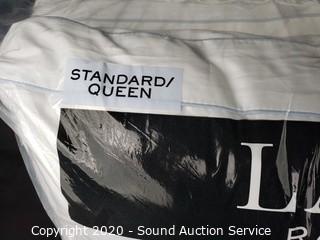 STANDARD/
QUEEN
Copyright 2020 - Sound Auction Service